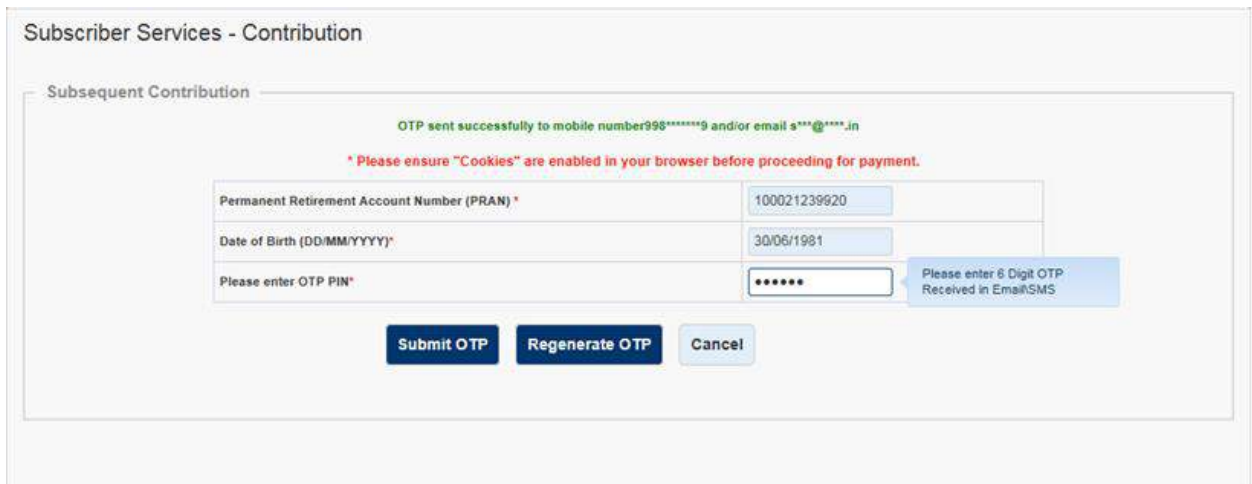 Subscriber Services - Contribution
Subsequent Contribution
OTP sent successfully to mobile number998*******9 and/or email s***@****.in
* Please ensure "Cookies" are enabled in your browser before proceeding for payment.
Permanent Retirement Account Number (PRAN) * 100021239920
Date of Birth (DD/MM/YYYY)* 30/06/1981
Please enter OTP PIN* ••••••
Please enter 6 Digit OTP
Received in Email\SMS
Submit OTP Regenerate OTP Cancel